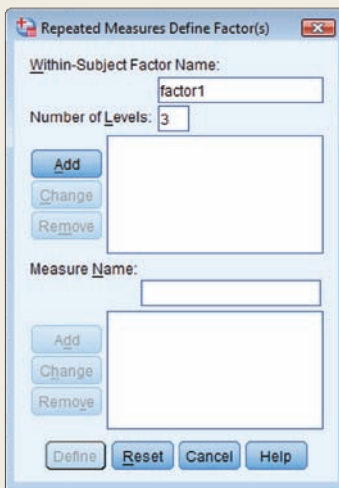 Repeated Measures Define Factor(s)
Within-Subject Factor Name:
factor1
Number of Levels: 3
Add
Change
Remove
Measure Name:
Add
Change
Remove
Define Reset Cancel Help